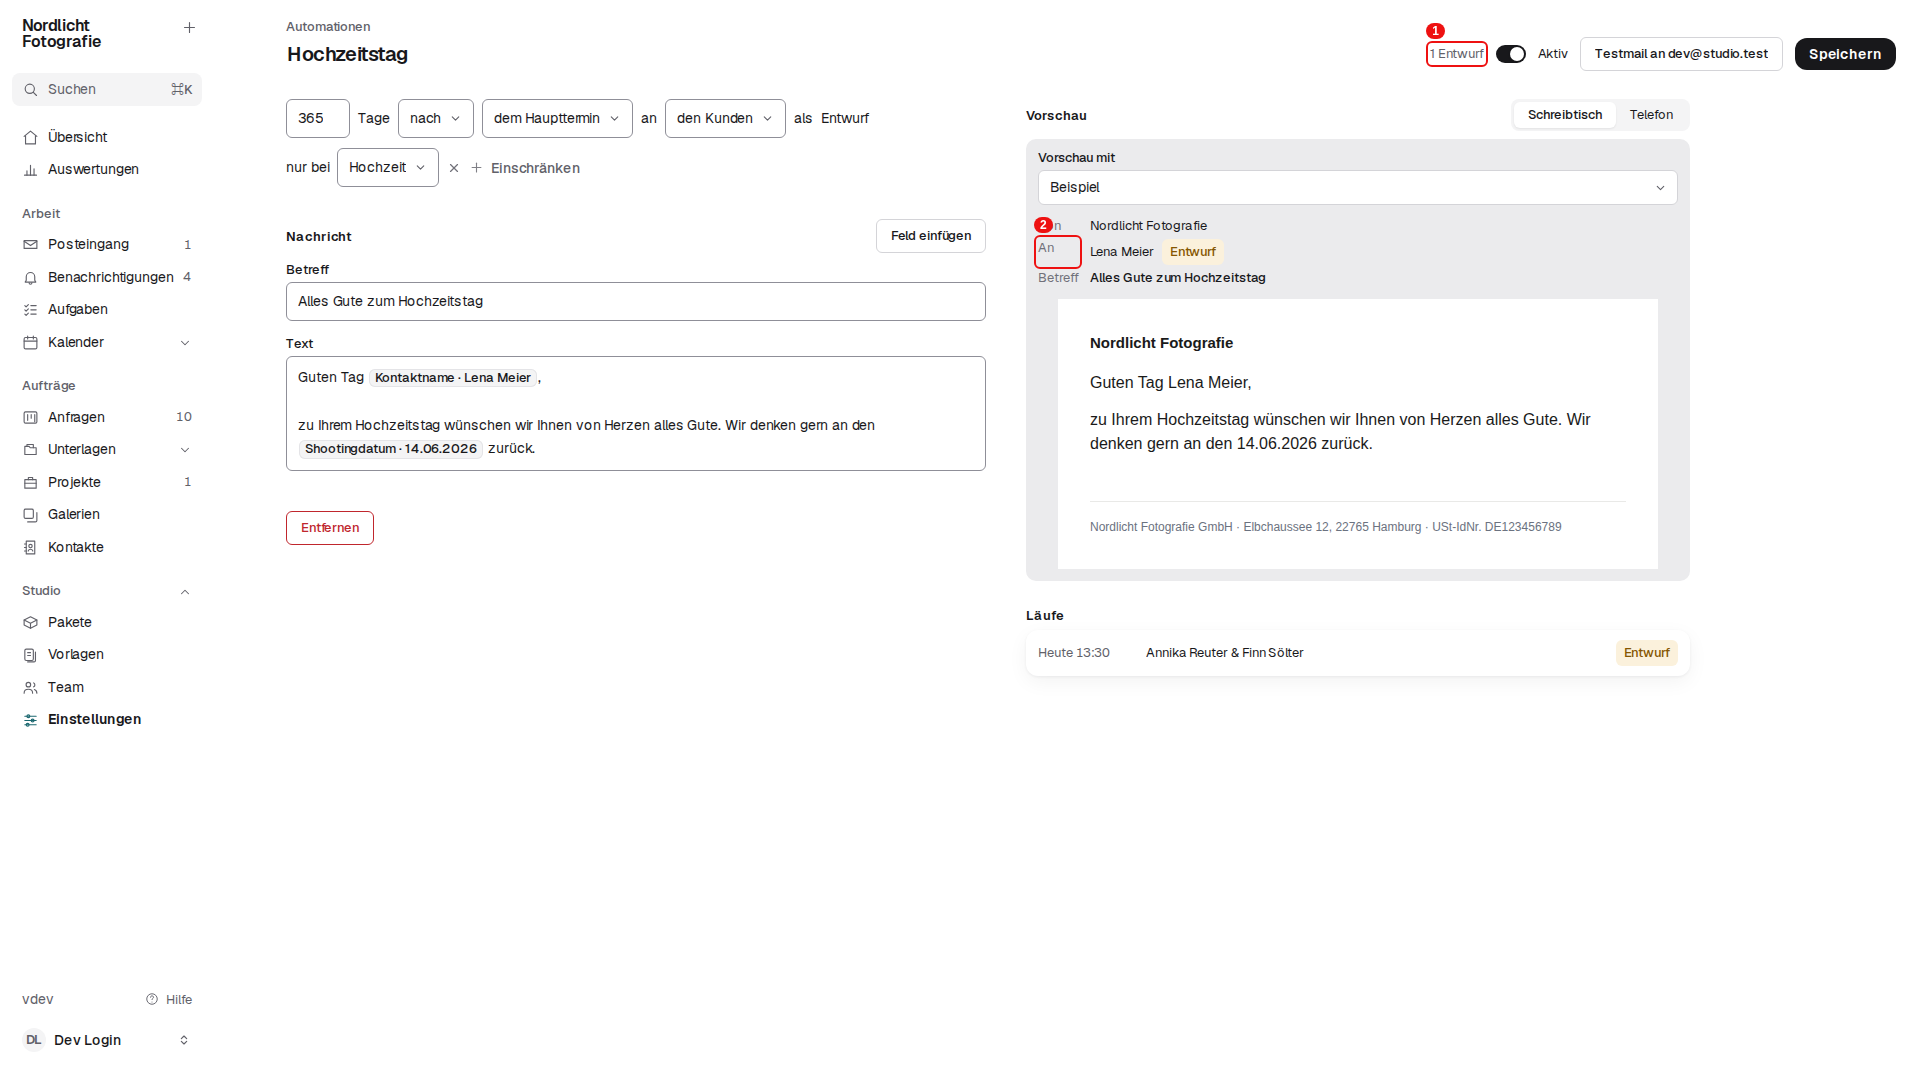 Nordlicht
Fotografie
Suchen ⌘K
Übersicht
Auswertungen
Arbeit
Posteingang 1
Benachrichtigungen 4
Aufgaben
Kalender
Aufträge
Anfragen 10
Unterlagen
Projekte 1
Galerien
Kontakte
Studio
Pakete
Vorlagen
Team
Einstellungen
vdev Hilfe
DL Dev Login
Automationen
Hochzeitstag
1
1 Entwurf Aktiv Testmail an dev@studio.test Speichern
365 Tage nach dem Haupttermin an den Kunden als Entwurf
nur bei Hochzeit × + Einschränken
Nachricht Feld einfügen
Betreff
Alles Gute zum Hochzeitstag
Text
Guten Tag Kontaktname · Lena Meier,
zu Ihrem Hochzeitstag wünschen wir Ihnen von Herzen alles Gute. Wir denken gern an den
Shootingdatum · 14.06.2026 zurück.
Entfernen
Vorschau Schreibtisch Telefon
Vorschau mit
Beispiel
2 n Nordlicht Fotografie
An Lena Meier Entwurf
Betreff Alles Gute zum Hochzeitstag
Nordlicht Fotografie
Guten Tag Lena Meier,
zu Ihrem Hochzeitstag wünschen wir Ihnen von Herzen alles Gute. Wir
denken gern an den 14.06.2026 zurück.
Nordlicht Fotografie GmbH · Elbchaussee 12, 22765 Hamburg · USt-IdNr. DE123456789
Läufe
Heute 13:30 Annika Reuter & Finn Sölter Entwurf